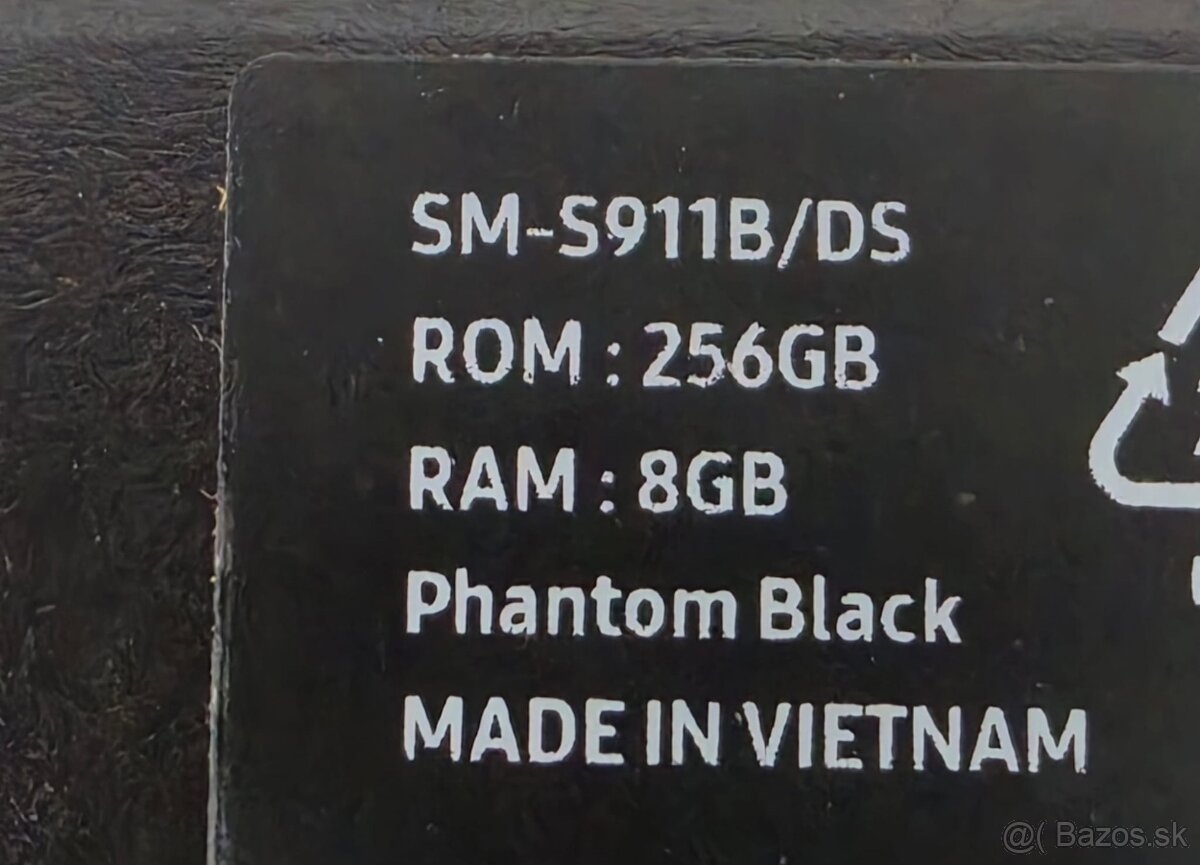 SM-S911B/DS
ROM : 256GB
RAM : 8GB
Phantom Black
MADE IN VIETNAM
@( Bazos.sk